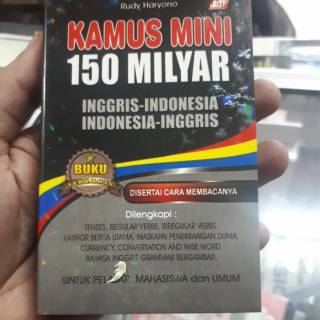 Rudy Haryono
KAMUS MINI
150 MILYAR
INGGRIS-INDONESIA
INDONESIA-INGGRIS
BUKU
DISERTAI CARA MEMBACANYA
Dilengkapi :
TENSES, REGULAR VERBS, IRREGULAR VERBS,
KANTOR BERITA UTAMA, MASKAPAI PENERBANGAN DUNIA,
CURRENCY, CONVERSATION AND WISE WORD,
BAHASA INGGRIS GRAMMAR BERGAMBAR.
UNTUK PELAJAR, MAHASISWA dan UMUM